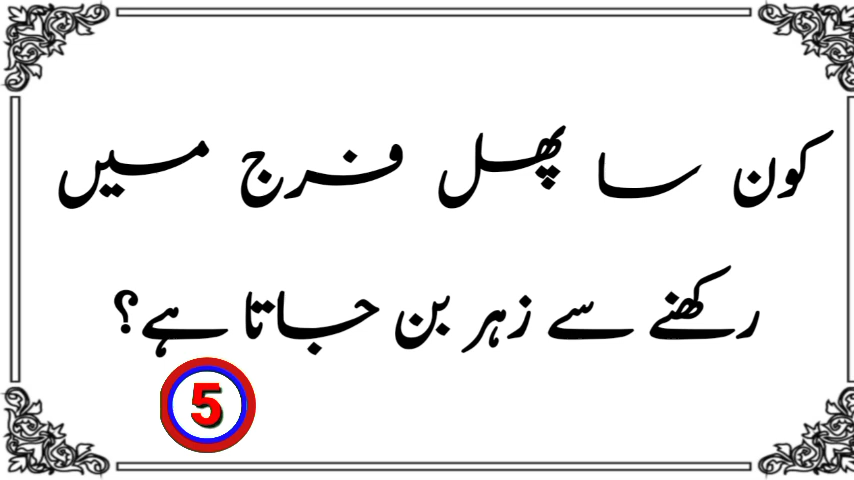 کون سا پھل فرج میں
رکھنے سے زہر بن جاتا ہے؟
5